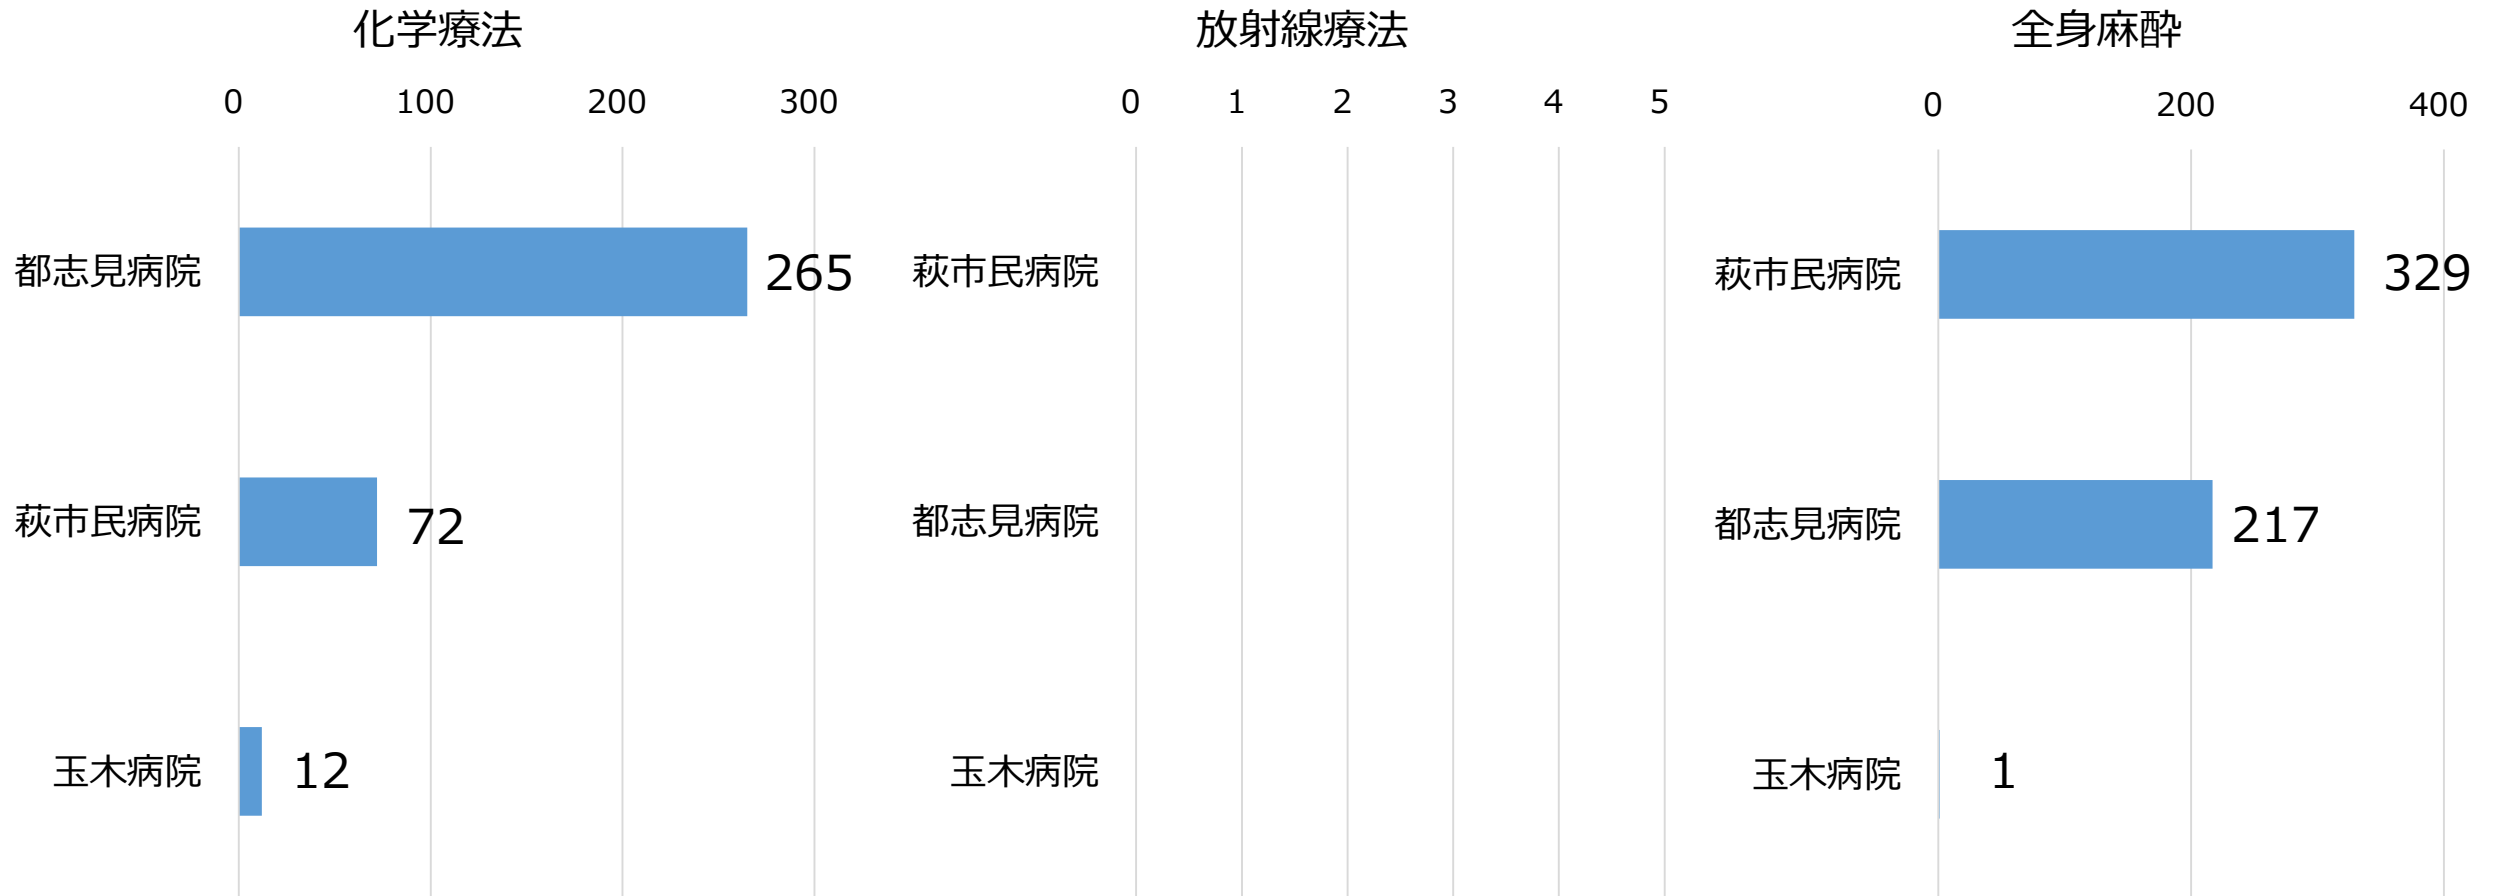 化学療法
0 100 200 300
都志見病院 265
萩市民病院 72
玉木病院 12
放射線療法
0 1 2 3 4 5
萩市民病院
都志見病院
玉木病院
全身麻酔
0 200 400
萩市民病院 329
都志見病院 217
玉木病院 1